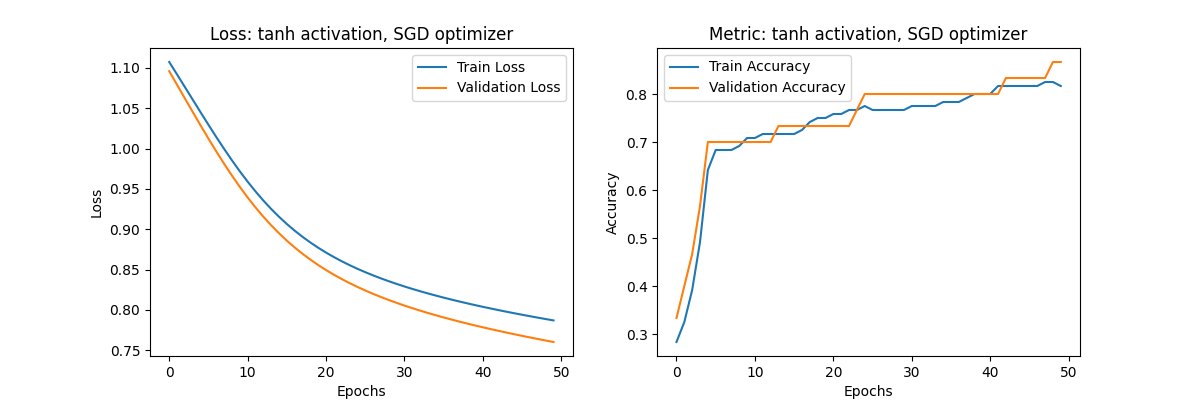 Loss: tanh activation, SGD optimizer
Train Loss
Validation Loss
1.10
1.05
1.00
0.95
0.90
0.85
0.80
0.75
Loss
0 10 20 30 40 50
Epochs
Metric: tanh activation, SGD optimizer
Train Accuracy
Validation Accuracy
0.8
0.7
0.6
0.5
0.4
0.3
Accuracy
0 10 20 30 40 50
Epochs